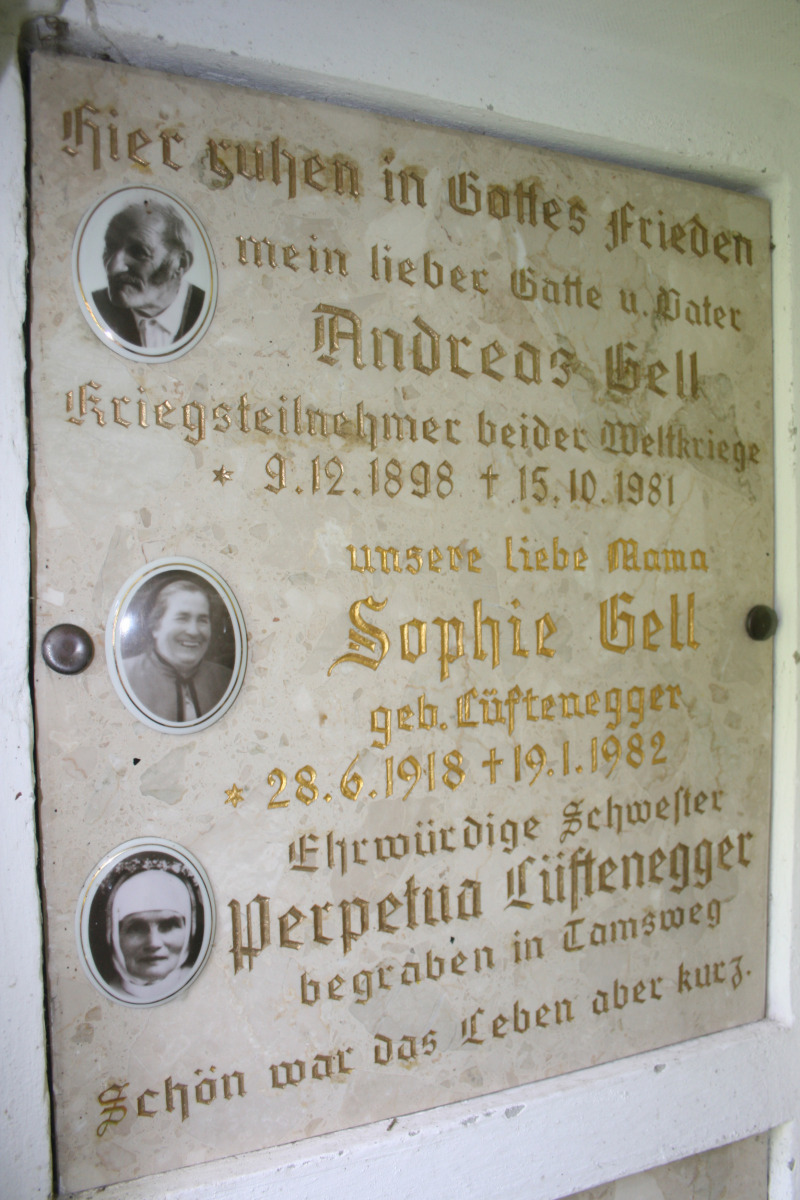 Hier ruhen in Gottes Frieden
mein lieber Gatte u. Vater
Andreas Gell
Kriegsteilnehmer beider Weltkriege
* 9.12.1898 † 15.10.1981
unsere liebe Mama
Sophie Gell
geb. Lüftenegger
* 28.6.1918 † 19.1.1982
Ehrwürdige Schwester
Perpetua Lüftenegger
begraben in Tamsweg
Schön war das Leben aber kurz.